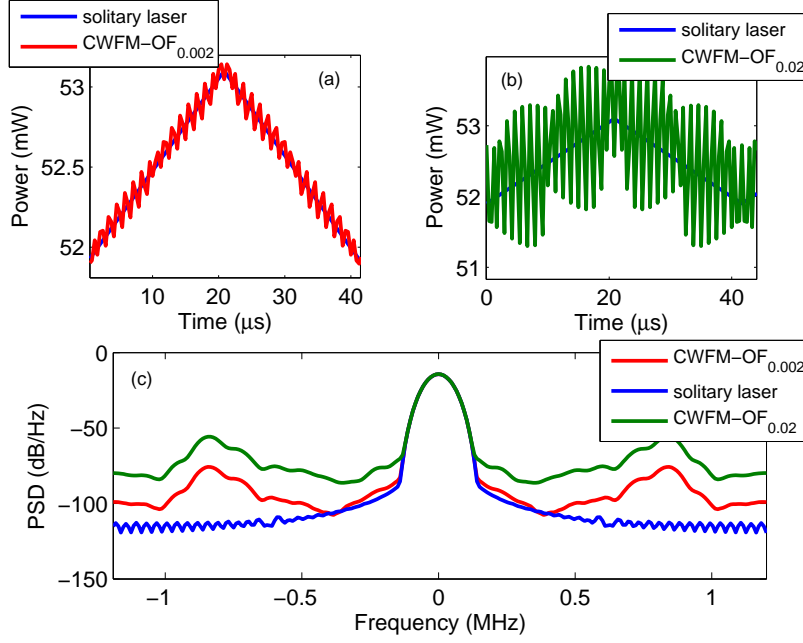 solitary laser
CWFM−OF0.002
(a)
53
52.5
52
Power (mW)
10
20
30
40
Time (μs)
solitary laser
CWFM−OF0.02
(b)
53
52
51
Power (mW)
0
20
40
Time (μs)
(c)
CWFM−OF0.002
solitary laser
CWFM−OF0.02
0
−50
−100
−150
PSD (dB/Hz)
−1
−0.5
0
0.5
1
Frequency (MHz)